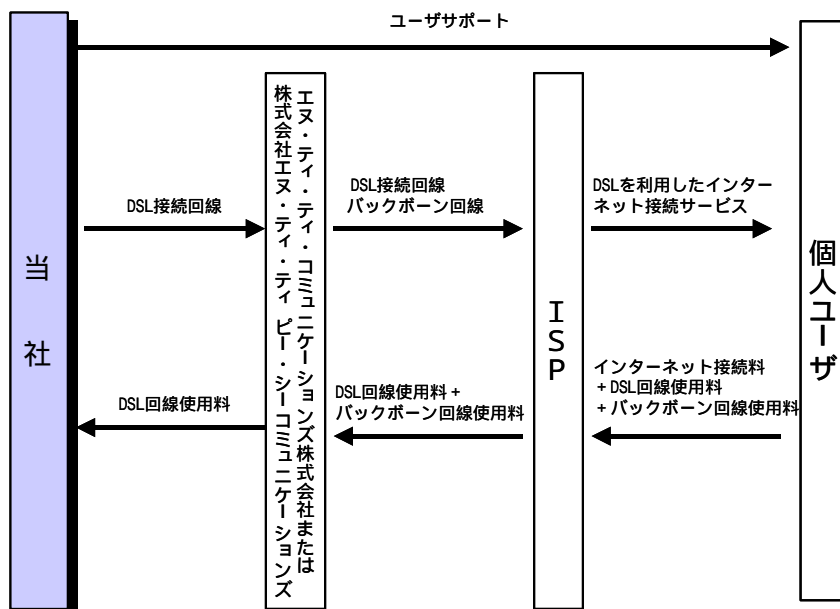 ユーザサポート
当社
DSL接続回線
エヌ・ティ・ティ・コミュニケーションズ株式会社または
株式会社エヌ・ティ・ティ ピー・シーコミュニケーションズ
DSL接続回線
バックボーン回線
ISP
DSLを利用したインター
ネット接続サービス
個人ユーザ
DSL回線使用料
DSL回線使用料+
バックボーン回線使用料
インターネット接続料
+DSL回線使用料
+バックボーン回線使用料